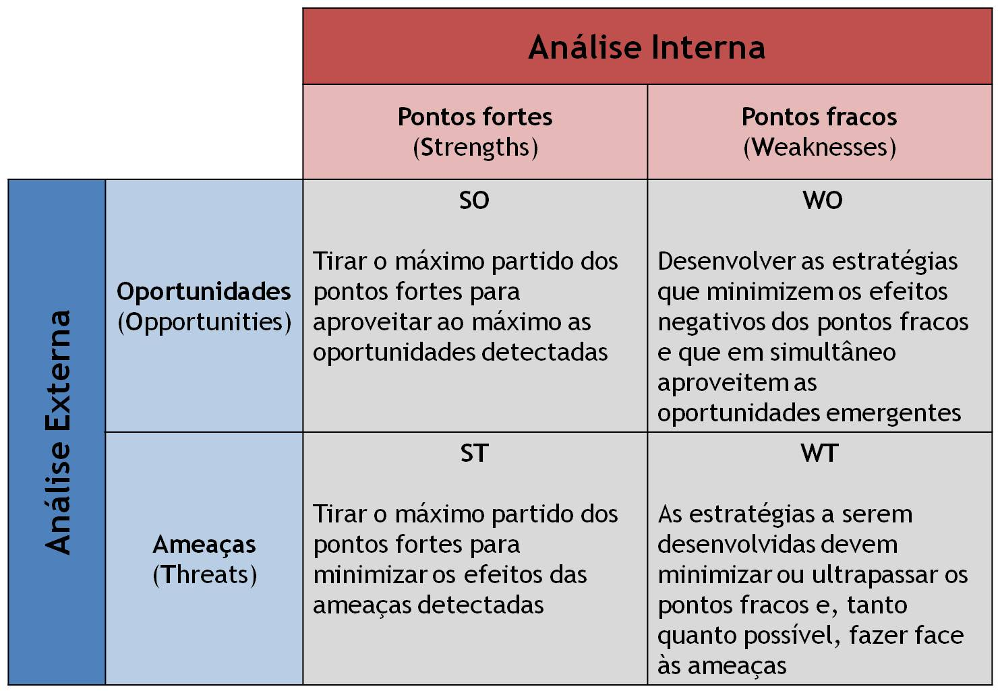 Análise Interna
Pontos fortes
(Strengths)
Pontos fracos
(Weaknesses)
Análise Externa
Oportunidades
(Opportunities)
SO
Tirar o máximo partido dos
pontos fortes para
aproveitar ao máximo as
oportunidades detectadas
WO
Desenvolver as estratégias
que minimizem os efeitos
negativos dos pontos fracos
e que em simultâneo
aproveitem as
oportunidades emergentes
Ameaças
(Threats)
ST
Tirar o máximo partido dos
pontos fortes para
minimizar os efeitos das
ameaças detectadas
WT
As estratégias a serem
desenvolvidas devem
minimizar ou ultrapassar os
pontos fracos e, tanto
quanto possível, fazer face
às ameaças